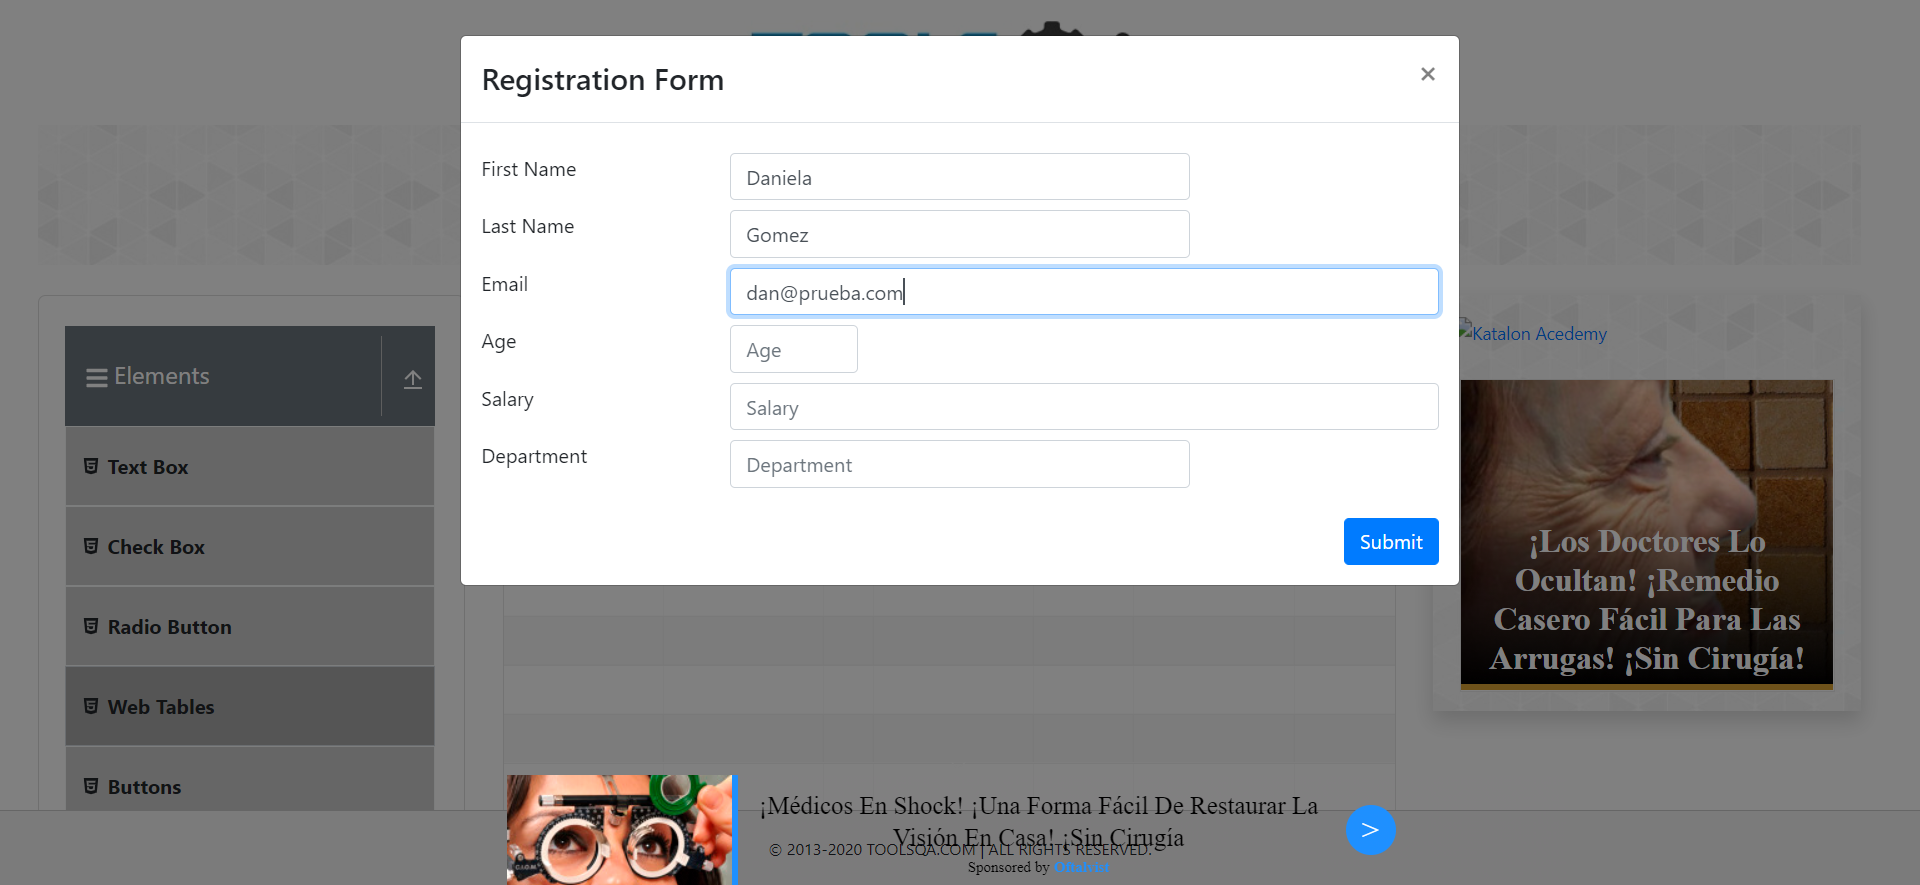 Registration Form
×
First Name
Daniela
Last Name
Gomez
Email
dan@prueba.com
Age
Age
Salary
Salary
Department
Department
Submit
Elements
Text Box
Check Box
Radio Button
Web Tables
Buttons
Katalon Acedemy
¡Los Doctores Lo
Ocultan! ¡Remedio
Casero Fácil Para Las
Arrugas! ¡Sin Cirugía!
¡Médicos En Shock! ¡Una Forma Fácil De Restaurar La
Visión En Casa! ¡Sin Cirugía
>
© 2013-2020 TOOLSQA.COM | ALL RIGHTS RESERVED.
Sponsored by